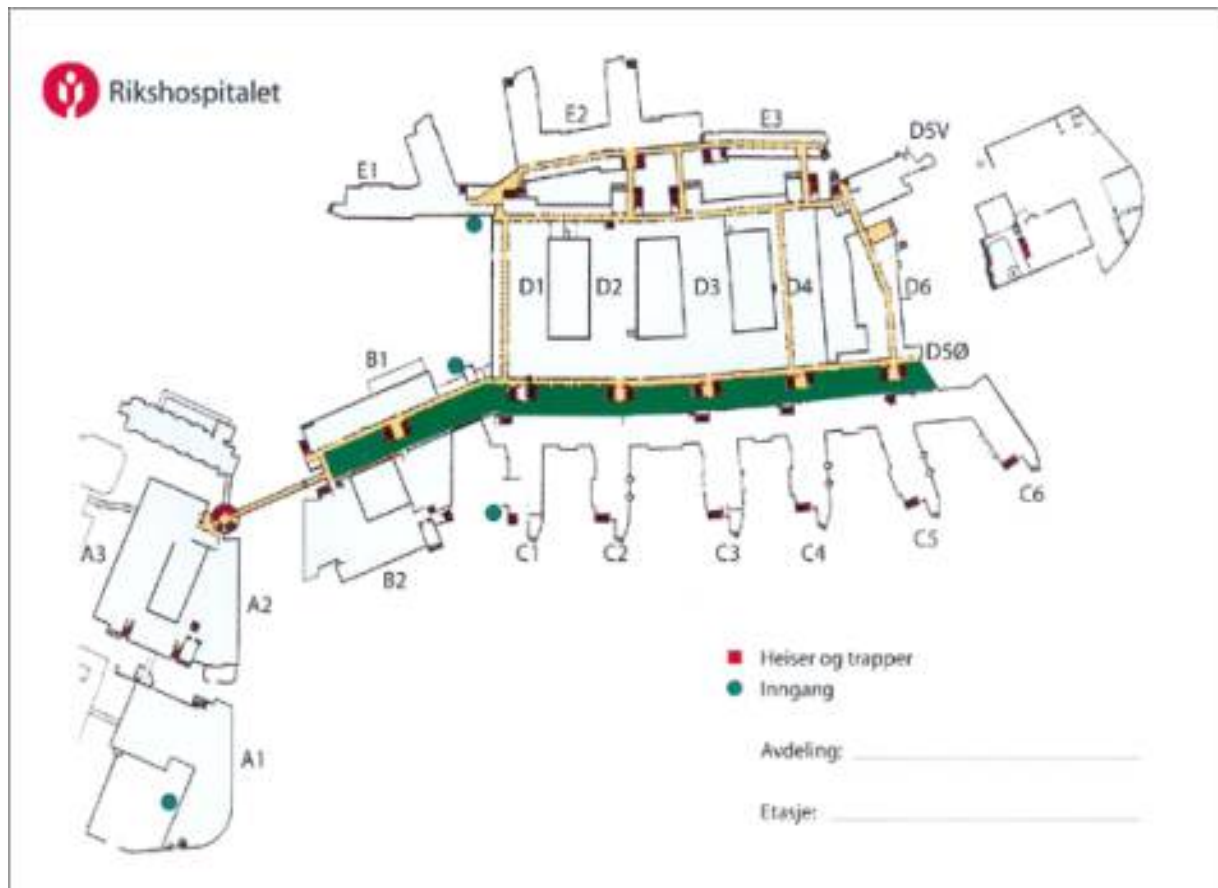 Rikshospitalet
E2
E3
D5V
E1
D1
D2
D3
D4
D6
D5Ø
B1
C6
A3
C1
C2
C3
C4
C5
B2
A2
Heiser og trapper
Inngang
Avdeling:
A1
Etasje: